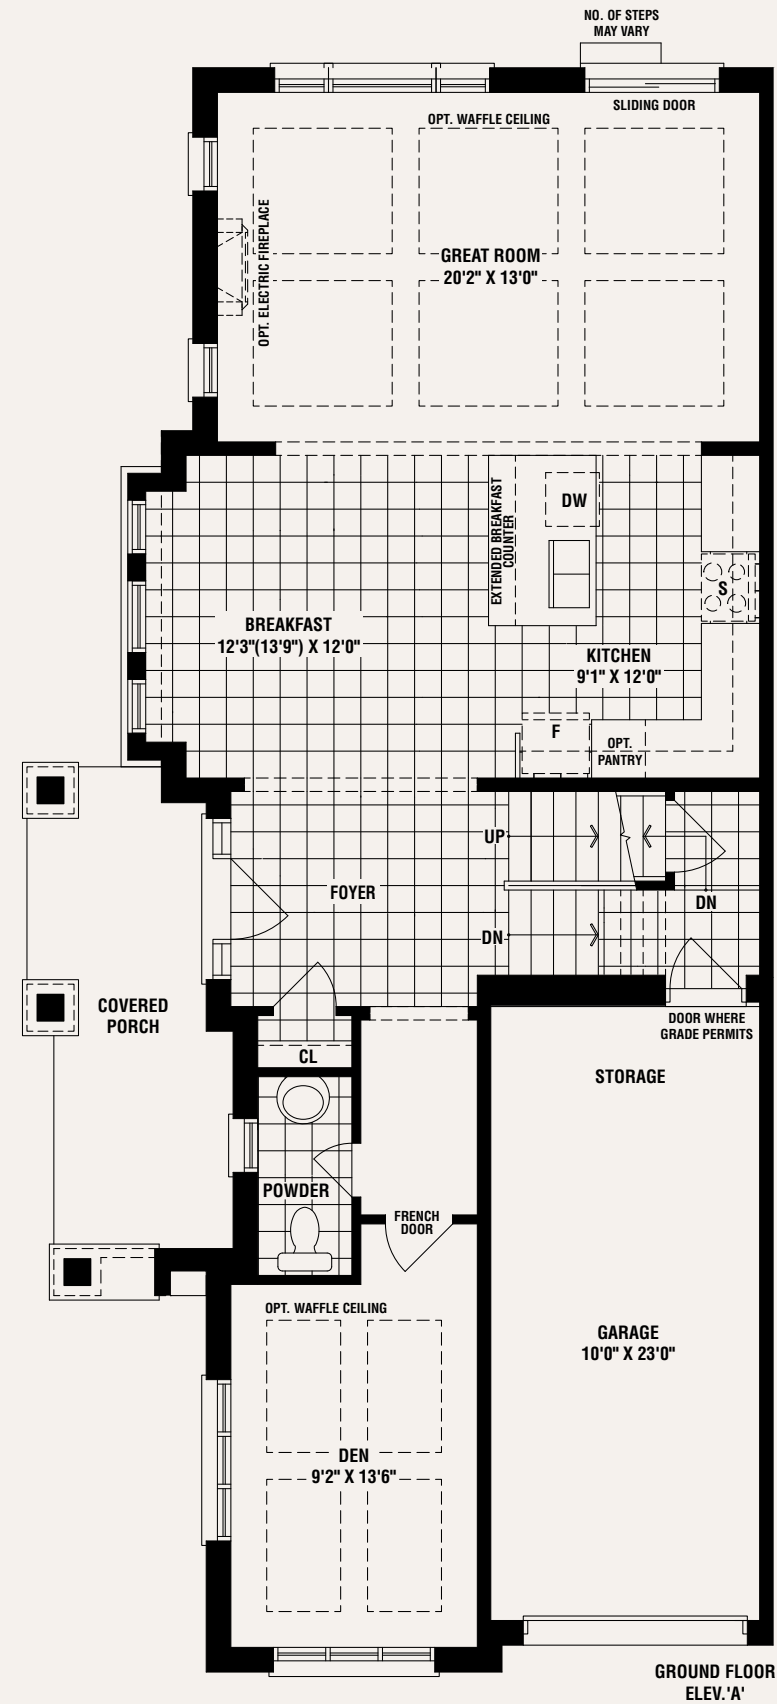 NO. OF STEPS
MAY VARY
SLIDING DOOR
OPT. WAFFLE CEILING
OPT. ELECTRIC FIREPLACE
GREAT ROOM
20'2" X 13'0"
EXTENDED BREAKFAST
COUNTER
DW
S
BREAKFAST
12'3"(13'9") X 12'0"
KITCHEN
9'1" X 12'0"
F
OPT.
PANTRY
UP
FOYER
DN
DN
COVERED
PORCH
DOOR WHERE
GRADE PERMITS
CL
STORAGE
POWDER
FRENCH
DOOR
OPT. WAFFLE CEILING
GARAGE
10'0" X 23'0"
DEN
9'2" X 13'6"
GROUND FLOOR
ELEV. 'A'